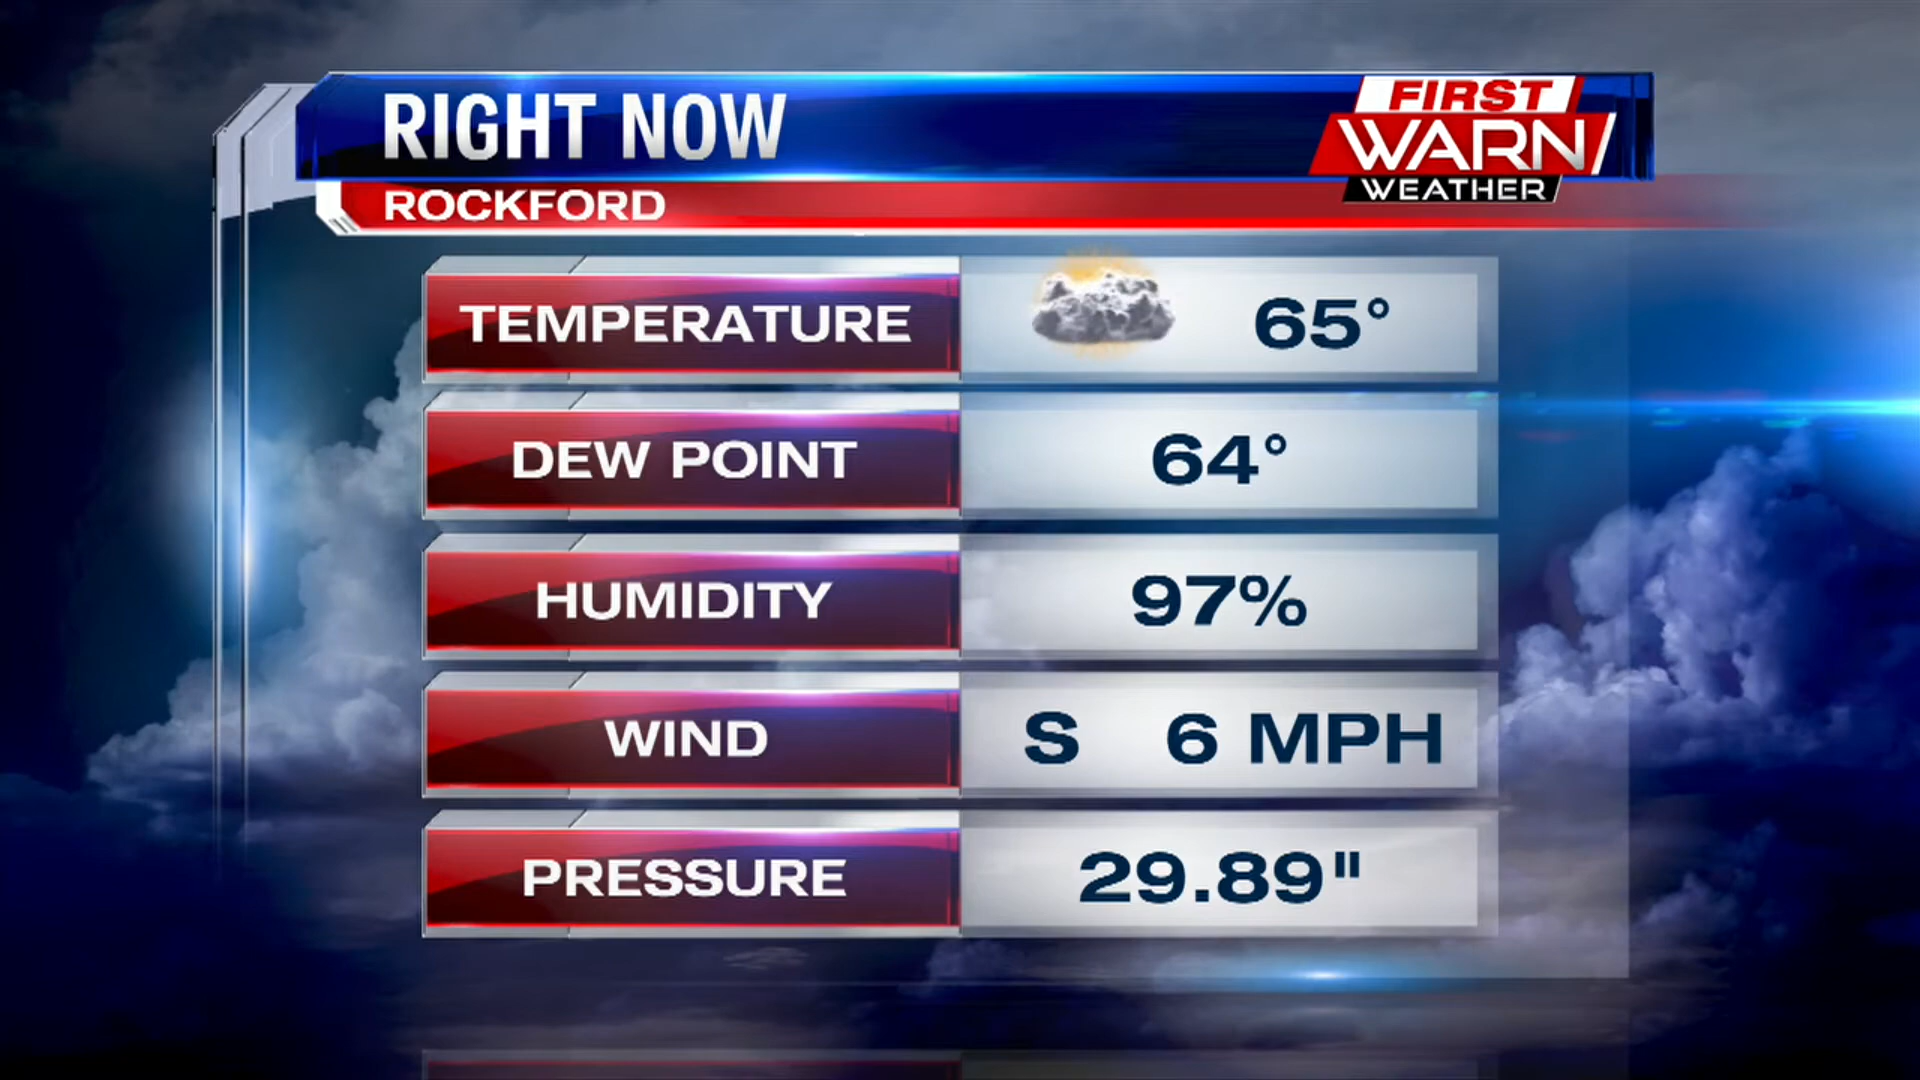 RIGHT NOW
FIRST
WARN
WEATHER
ROCKFORD
TEMPERATURE 65°
DEW POINT 64°
HUMIDITY 97%
WIND S 6 MPH
PRESSURE 29.89"